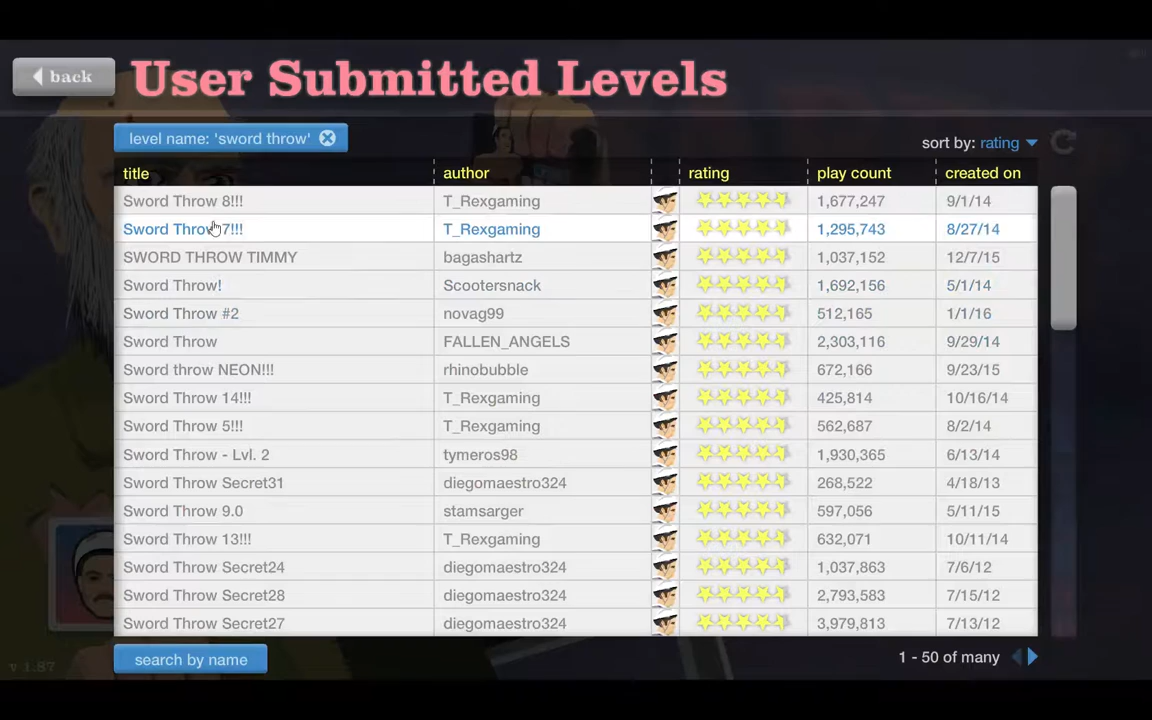 back
User Submitted Levels
level name: 'sword throw'
sort by: rating
title author rating play count created on
Sword Throw 8!!! T_Rexgaming 1,677,247 9/1/14
Sword Throw 7!!! T_Rexgaming 1,295,743 8/27/14
SWORD THROW TIMMY bagashartz 1,037,152 12/7/15
Sword Throw! Scootersnack 1,692,156 5/1/14
Sword Throw #2 novag99 512,165 1/1/16
Sword Throw FALLEN_ANGELS 2,303,116 9/29/14
Sword throw NEON!!! rhinobubble 672,166 9/23/15
Sword Throw 14!!! T_Rexgaming 425,814 10/16/14
Sword Throw 5!!! T_Rexgaming 562,687 8/2/14
Sword Throw - Lvl. 2 tymeros98 1,930,365 6/13/14
Sword Throw Secret31 diegomaestro324 268,522 4/18/13
Sword Throw 9.0 stamsarger 597,056 5/11/15
Sword Throw 13!!! T_Rexgaming 632,071 10/11/14
Sword Throw Secret24 diegomaestro324 1,037,863 7/6/12
Sword Throw Secret28 diegomaestro324 2,793,583 7/15/12
Sword Throw Secret27 diegomaestro324 3,979,813 7/13/12
v 1.87
search by name
1 - 50 of many